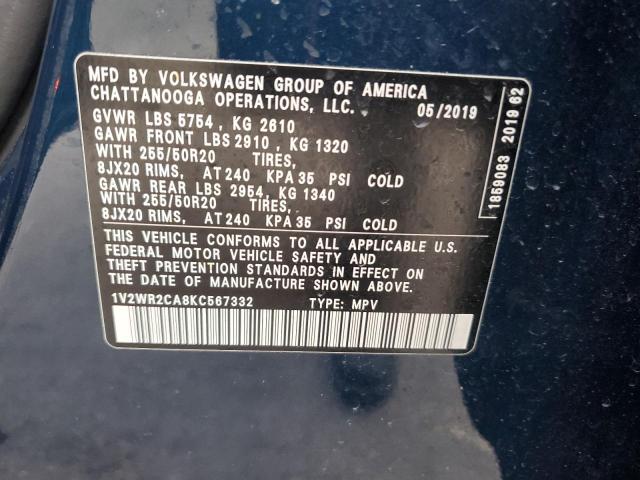 MFD BY VOLKSWAGEN GROUP OF AMERICA
CHATTANOOGA OPERATIONS, LLC. 05/2019
GVWR LBS 5754, KG 2610
GAWR FRONT LBS 2910, KG 1320
WITH 255/50R20 TIRES,
8JX20 RIMS, AT 240 KPA 35 PSI COLD
GAWR REAR LBS 2954, KG 1340
WITH 255/50R20 TIRES,
8JX20 RIMS, AT 240 KPA 35 PSI COLD
THIS VEHICLE CONFORMS TO ALL APPLICABLE U.S.
FEDERAL MOTOR VEHICLE SAFETY AND
THEFT PREVENTION STANDARDS IN EFFECT ON
THE DATE OF MANUFACTURE SHOWN ABOVE.
1V2WR2CA8KC567332 TYPE: MPV
1859083 2019 62